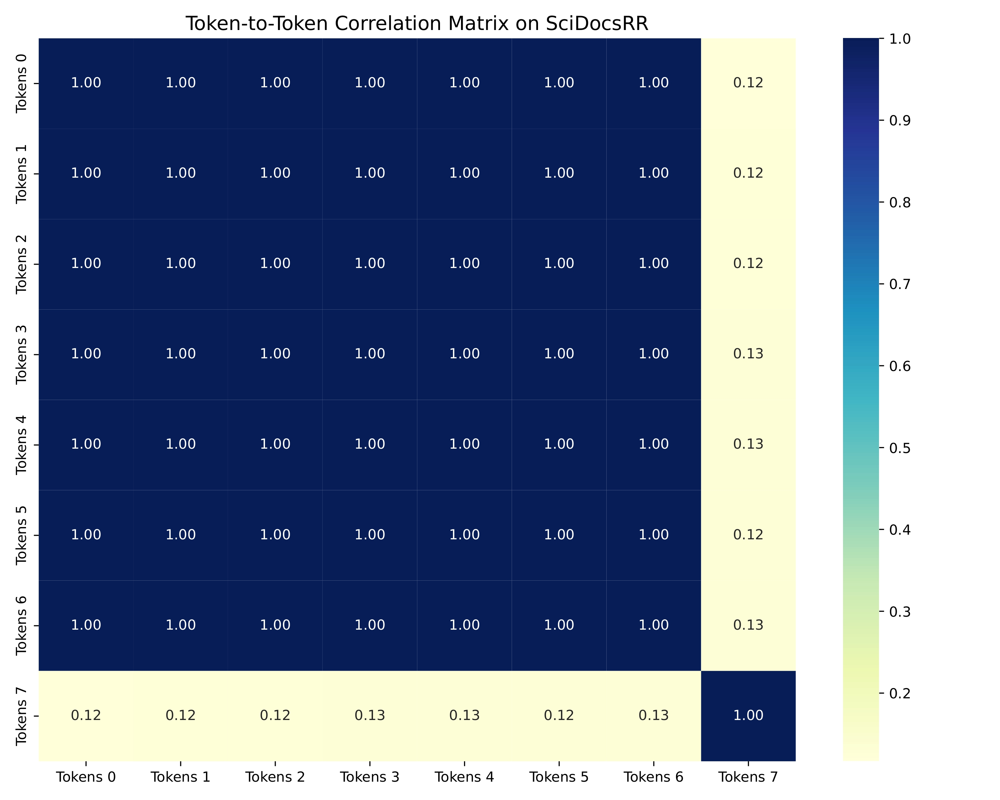 Token-to-Token Correlation Matrix on SciDocsRR
Tokens 0 1.00 1.00 1.00 1.00 1.00 1.00 1.00 0.12
Tokens 1 1.00 1.00 1.00 1.00 1.00 1.00 1.00 0.12
Tokens 2 1.00 1.00 1.00 1.00 1.00 1.00 1.00 0.12
Tokens 3 1.00 1.00 1.00 1.00 1.00 1.00 1.00 0.13
Tokens 4 1.00 1.00 1.00 1.00 1.00 1.00 1.00 0.13
Tokens 5 1.00 1.00 1.00 1.00 1.00 1.00 1.00 0.12
Tokens 6 1.00 1.00 1.00 1.00 1.00 1.00 1.00 0.13
Tokens 7 0.12 0.12 0.12 0.13 0.13 0.12 0.13 1.00
Tokens 0 Tokens 1 Tokens 2 Tokens 3 Tokens 4 Tokens 5 Tokens 6 Tokens 7
1.0
0.9
0.8
0.7
0.6
0.5
0.4
0.3
0.2